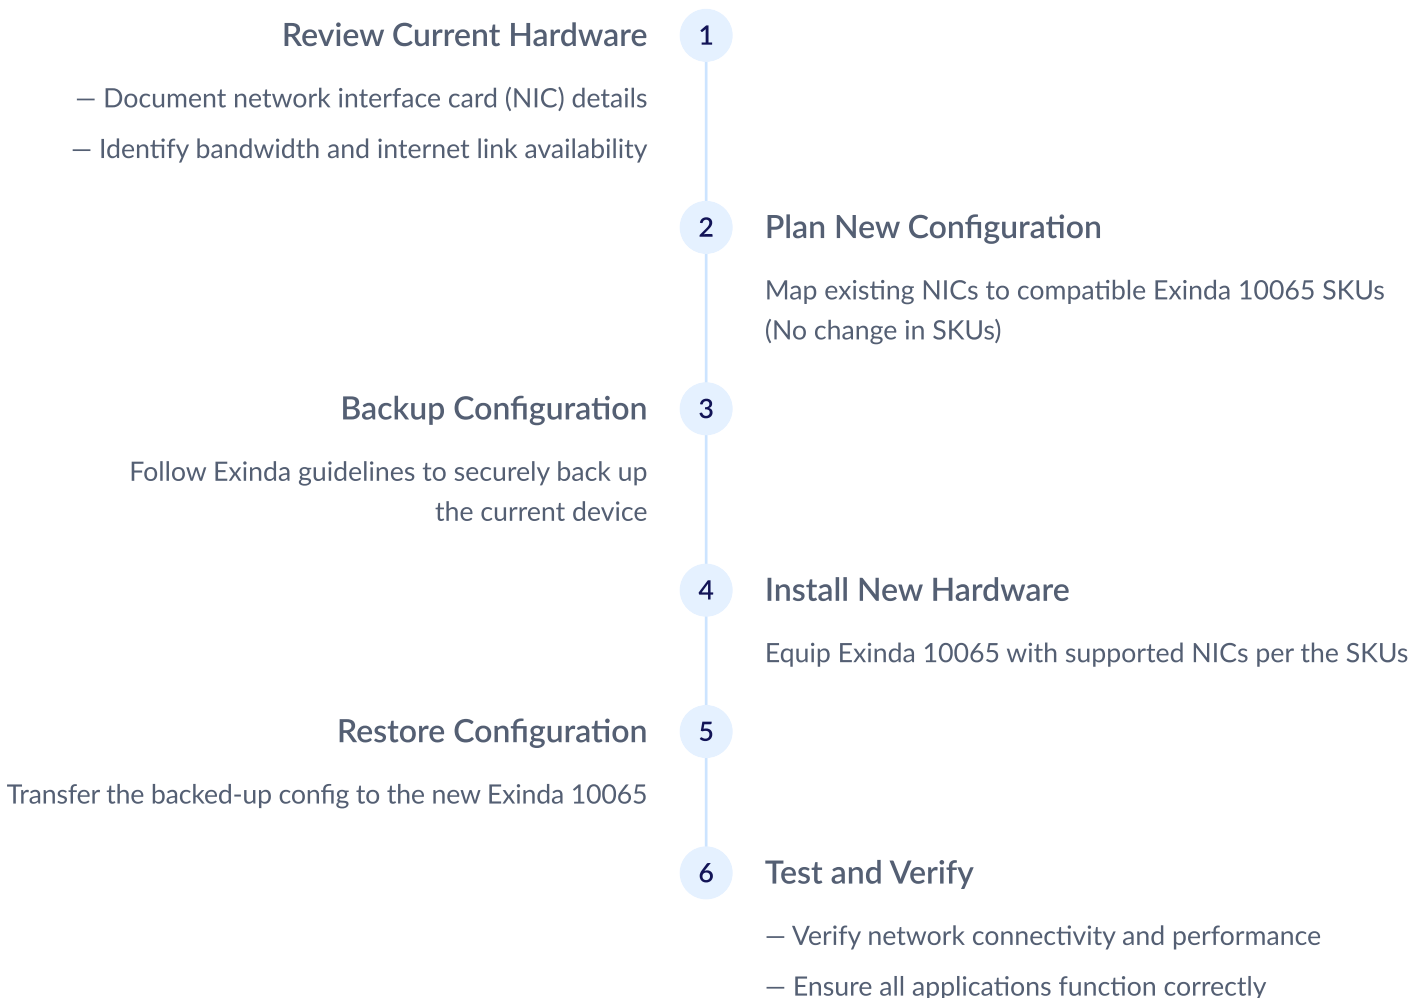 Review Current Hardware
1
— Document network interface card (NIC) details
— Identify bandwidth and internet link availability
2
Plan New Configuration
Map existing NICs to compatible Exinda 10065 SKUs
(No change in SKUs)
Backup Configuration
3
Follow Exinda guidelines to securely back up
the current device
4
Install New Hardware
Equip Exinda 10065 with supported NICs per the SKUs
Restore Configuration
5
Transfer the backed-up config to the new Exinda 10065
6
Test and Verify
— Verify network connectivity and performance
— Ensure all applications function correctly